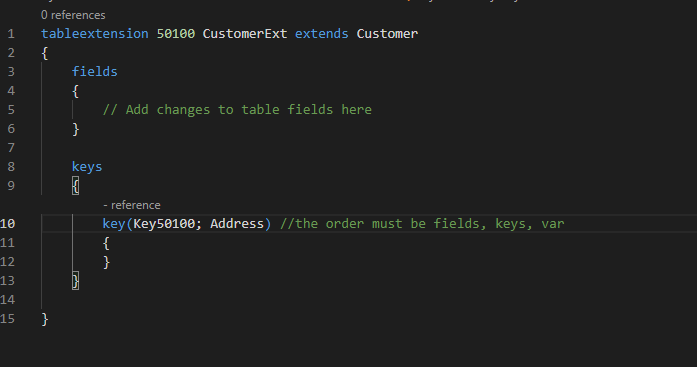 0 references
1 tableextension 50100 CustomerExt extends Customer
2 {
3 fields
4 {
5 // Add changes to table fields here
6 }
7
8 keys
9 {
- reference
10 key(Key50100; Address) //the order must be fields, keys, var
11 {
12 }
13 }
14
15 }